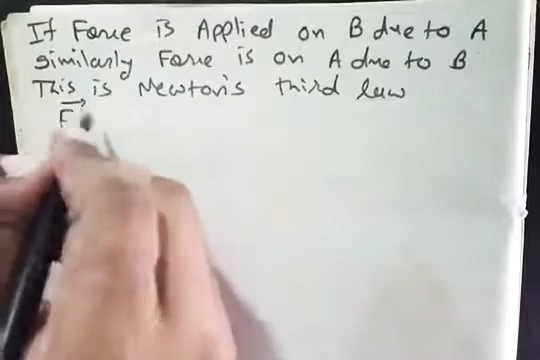 If Force is Applied on B due to A
similarly Force is on A due to B
This is Newton's third law
F